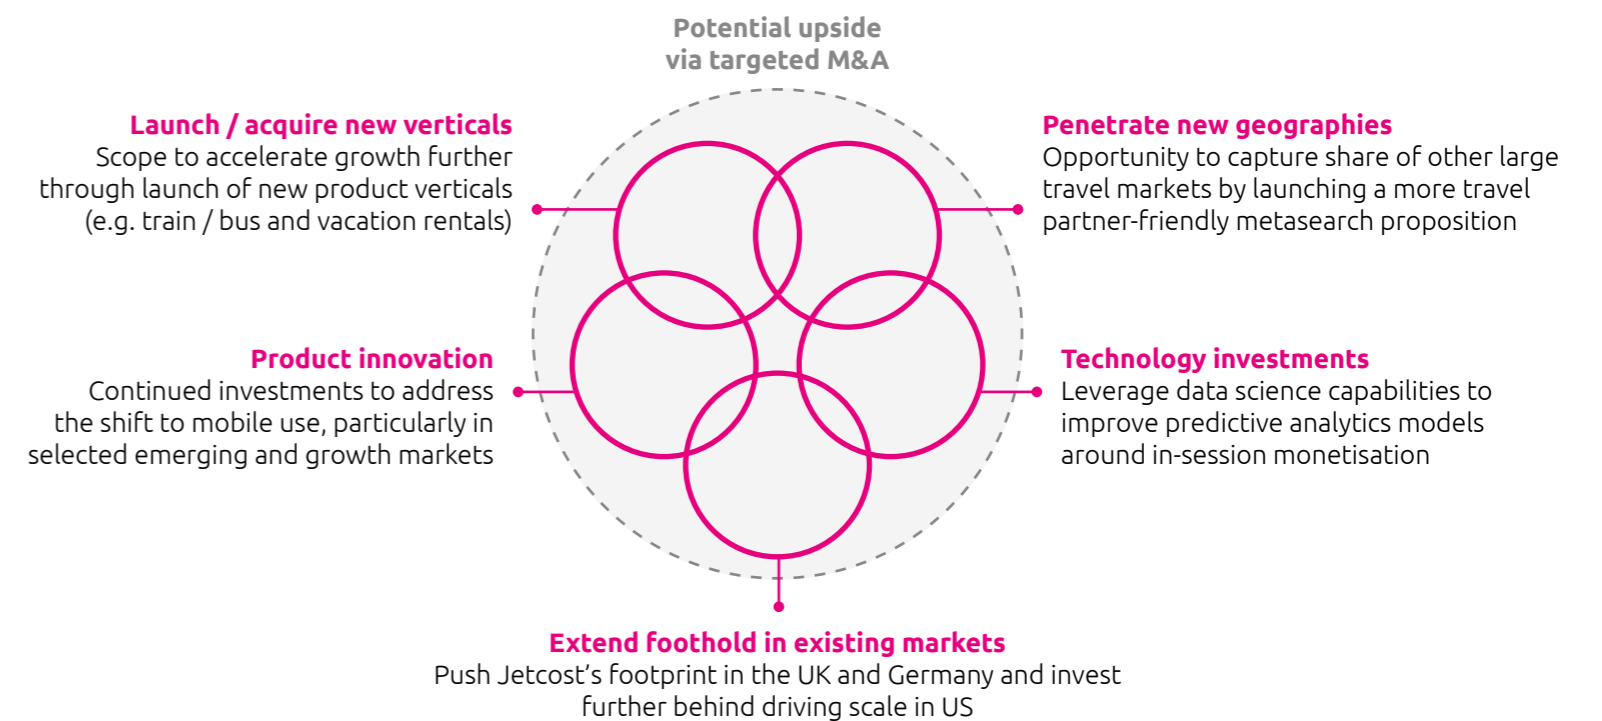 Potential upside
via targeted M&A
Launch / acquire new verticals
Scope to accelerate growth further
through launch of new product verticals
(e.g. train / bus and vacation rentals)
Penetrate new geographies
Opportunity to capture share of other large
travel markets by launching a more travel
partner-friendly metasearch proposition
Product innovation
Continued investments to address
the shift to mobile use, particularly in
selected emerging and growth markets
Technology investments
Leverage data science capabilities to
improve predictive analytics models
around in-session monetisation
Extend foothold in existing markets
Push Jetcost’s footprint in the UK and Germany and invest
further behind driving scale in US